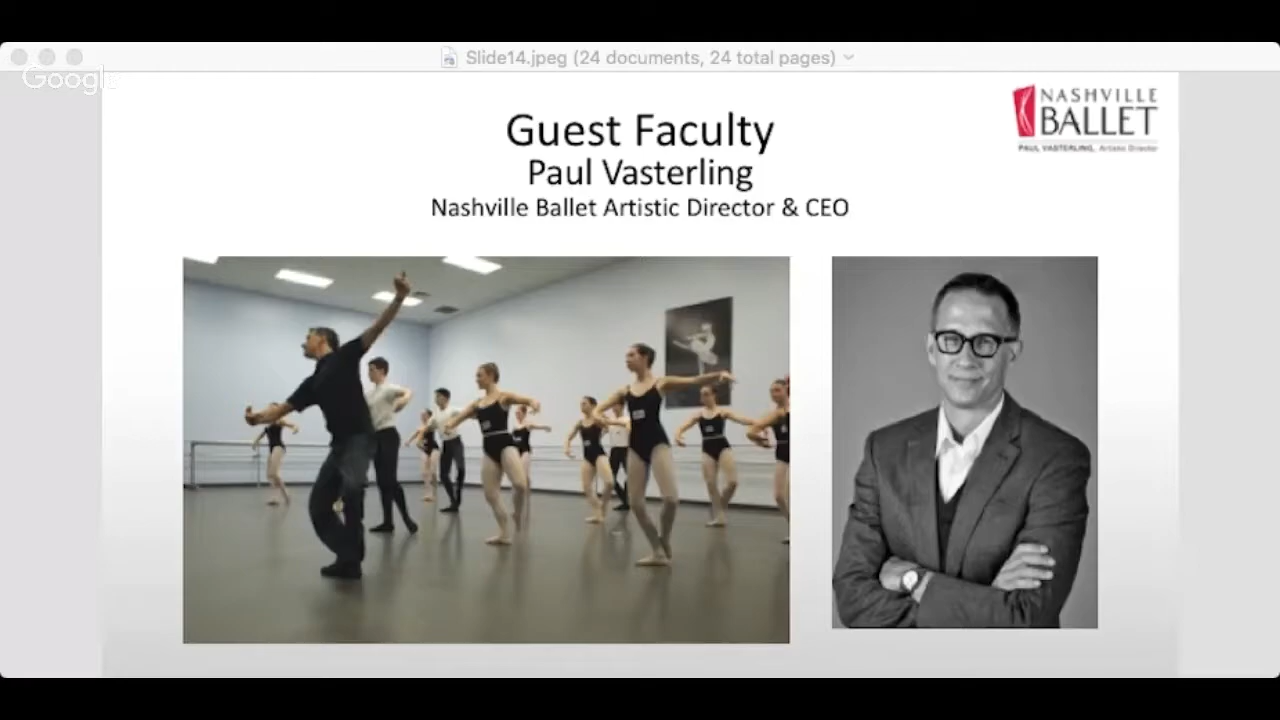 Slide14.jpeg (24 documents, 24 total pages)
Google
NASHVILLE
BALLET
PAUL VASTERLING, Artistic Director
Guest Faculty
Paul Vasterling
Nashville Ballet Artistic Director & CEO